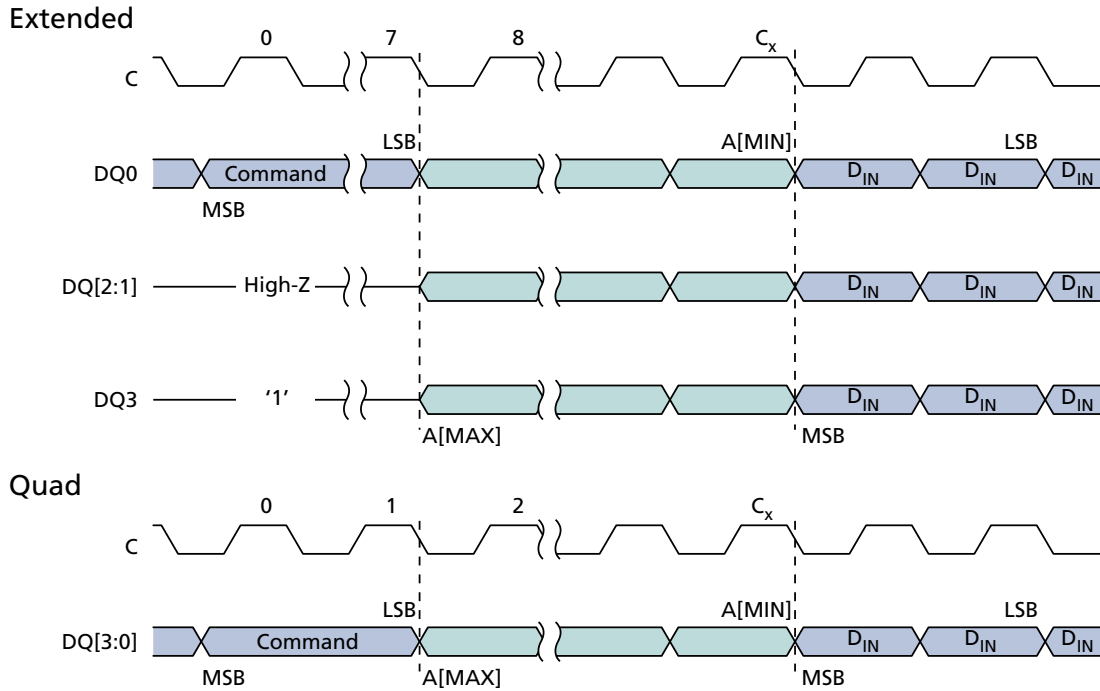 Extended
0 7 8 Cx
C
LSB A[MIN] LSB
DQ0 Command DIN DIN DIN
MSB
DQ[2:1] High-Z DIN DIN DIN
DQ3 '1' DIN DIN DIN
A[MAX] MSB
Quad
0 1 2 Cx
C
LSB A[MIN] LSB
DQ[3:0] Command DIN DIN DIN
MSB A[MAX] MSB